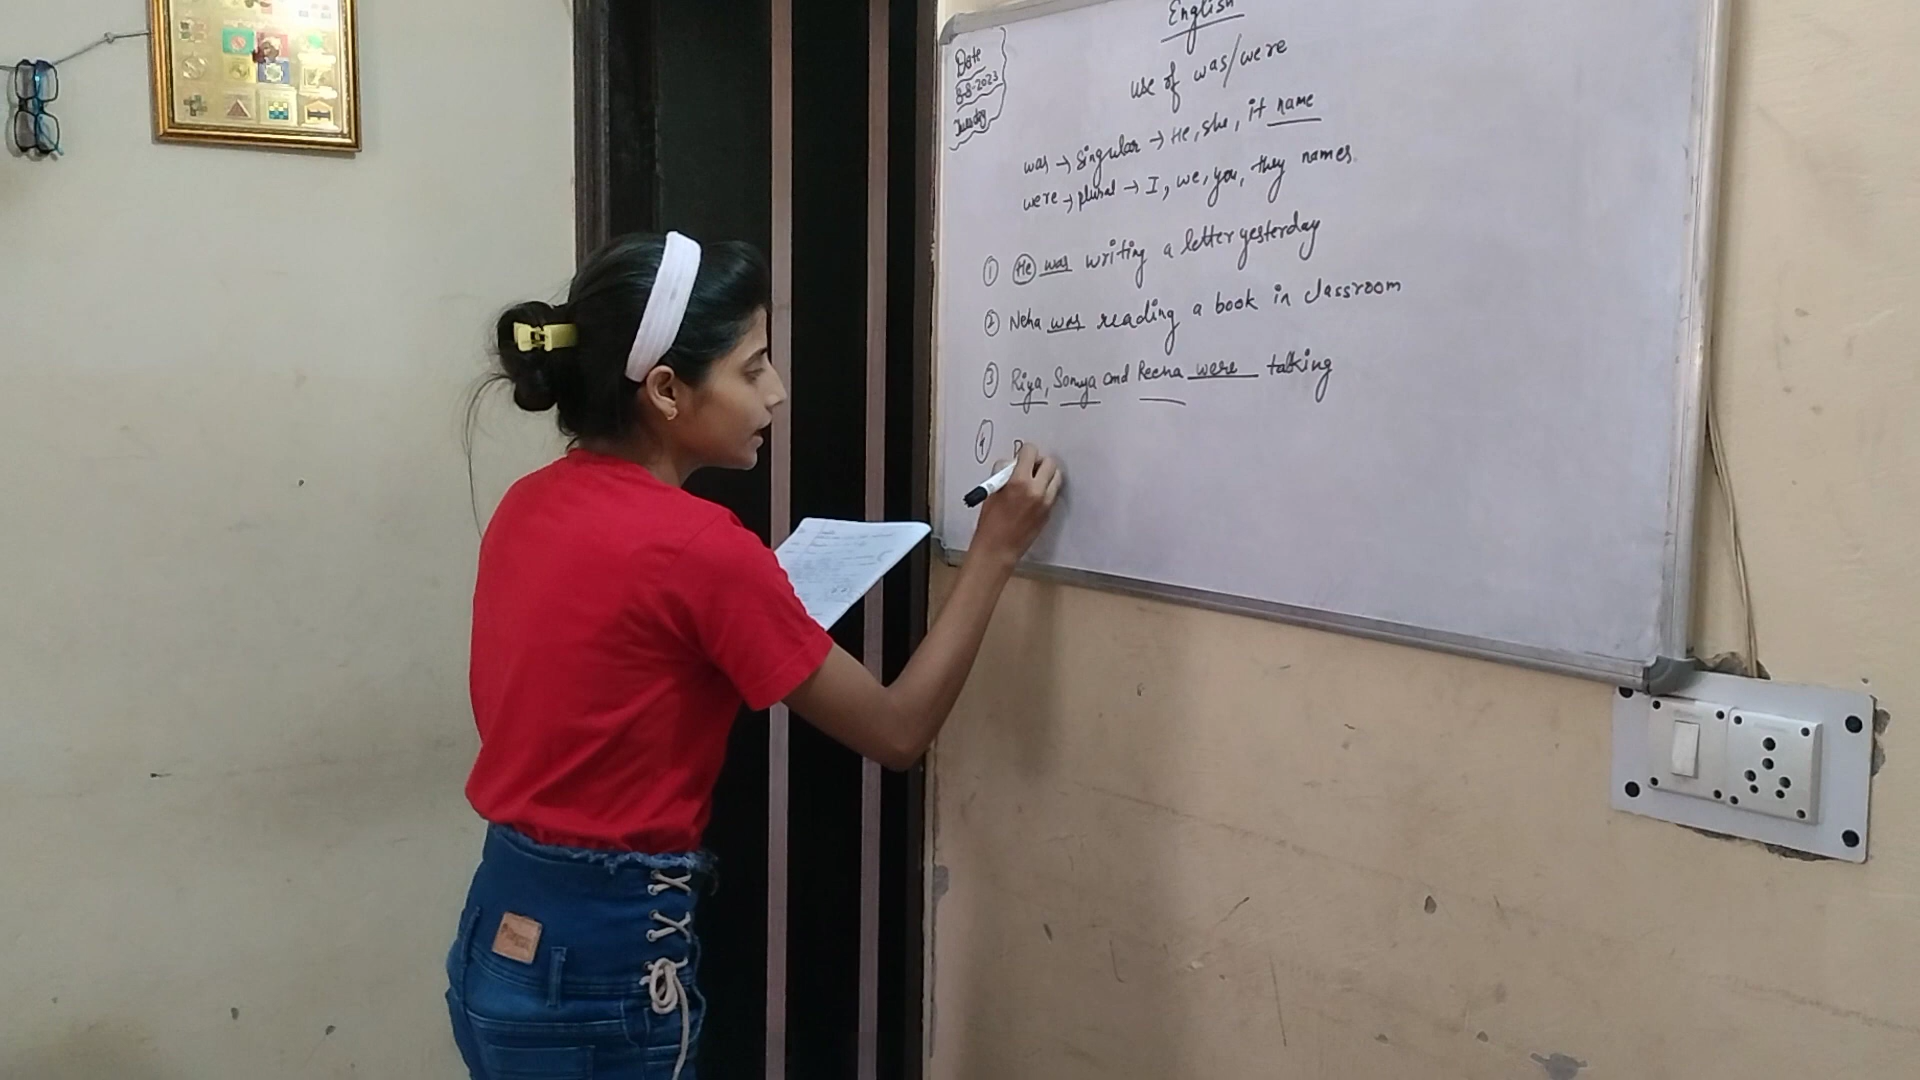 English
Date
8-8-2023
Tuesday
use of was/were
was → singular → He, she, it name
were → plural → I, we, you, they names.
① He was writing a letter yesterday
② Neha was reading a book in classroom
③ Riya, Somya and Reena were talking
④